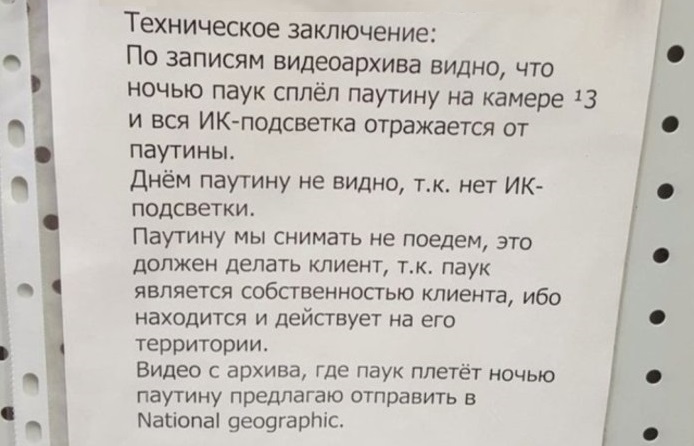 Техническое заключение:
По записям видеоархива видно, что
ночью паук сплёл паутину на камере ¹3
и вся ИК-подсветка отражается от
паутины.
Днём паутину не видно, т.к. нет ИК-
подсветки.
Паутину мы снимать не поедем, это
должен делать клиент, т.к. паук
является собственностью клиента, ибо
находится и действует на его
территории.
Видео с архива, где паук плетёт ночью
паутину предлагаю отправить в
National geographic.